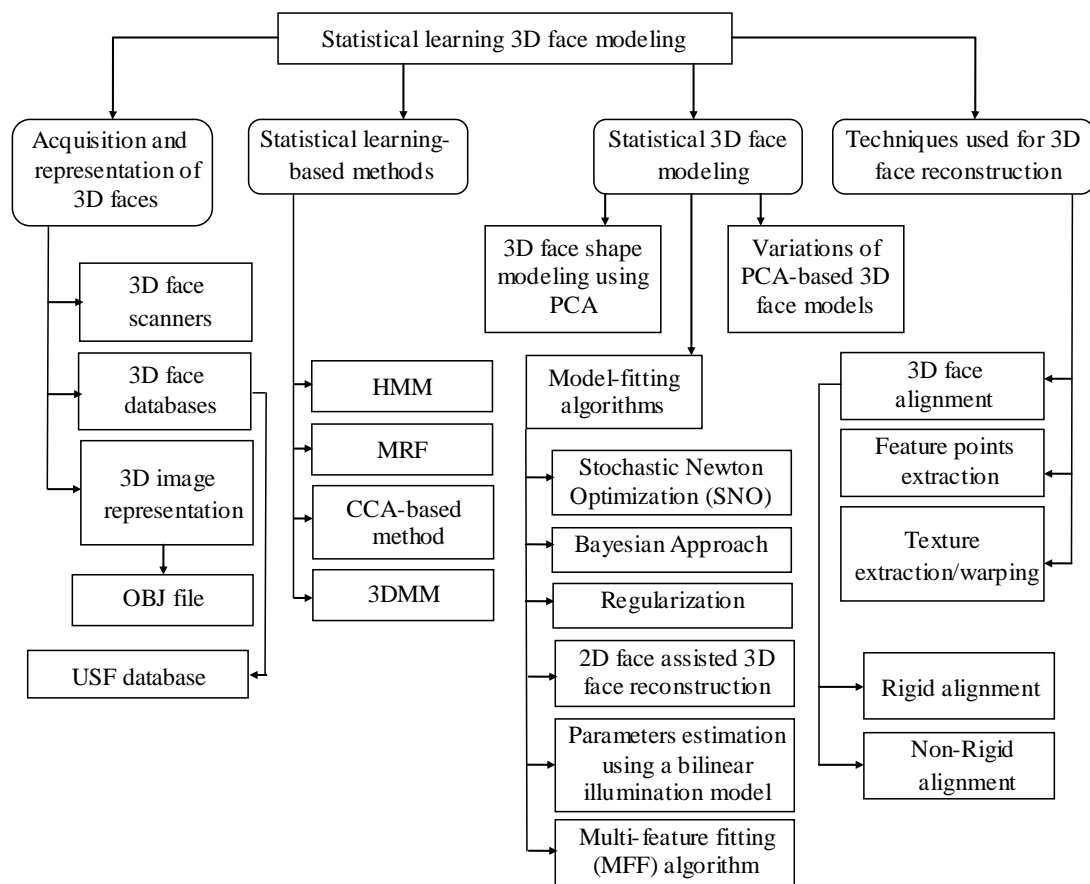 Statistical learning 3D face modeling
Acquisition and
representation of
3D faces
Statistical learning-
based methods
Statistical 3D face
modeling
Techniques used for 3D
face reconstruction
3D face shape
modeling using
PCA
Variations of
PCA-based 3D
face models
3D face
scanners
3D face
databases
3D image
representation
OBJ file
USF database
HMM
MRF
CCA-based
method
3DMM
Model-fitting
algorithms
Stochastic Newton
Optimization (SNO)
Bayesian Approach
Regularization
2D face assisted 3D
face reconstruction
Parameters estimation
using a bilinear
illumination model
Multi-feature fitting
(MFF) algorithm
3D face
alignment
Feature points
extraction
Texture
extraction/warping
Rigid alignment
Non-Rigid
alignment